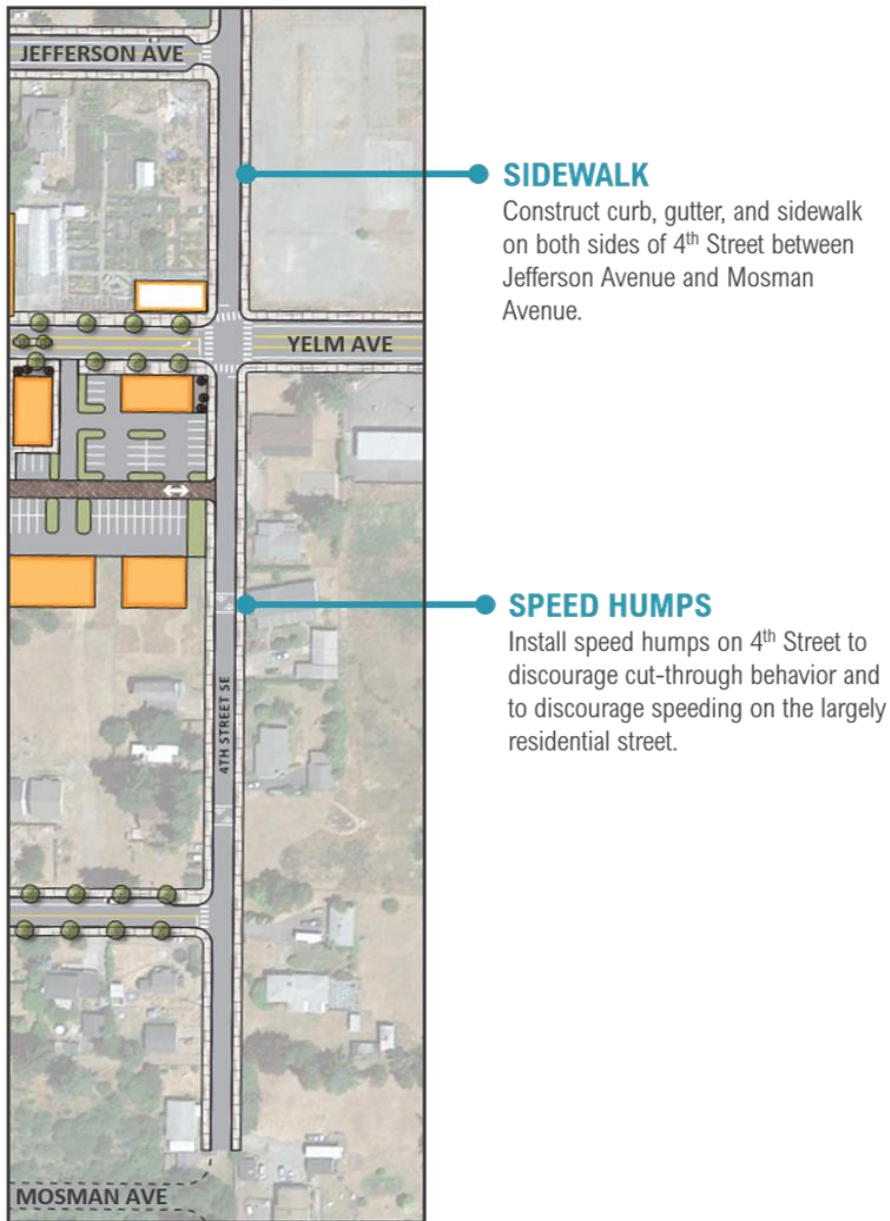 JEFFERSON AVE
SIDEWALK
Construct curb, gutter, and sidewalk
on both sides of 4th Street between
Jefferson Avenue and Mosman
Avenue.
YELM AVE
SPEED HUMPS
Install speed humps on 4th Street to
discourage cut-through behavior and
to discourage speeding on the largely
residential street.
4TH STREET SE
MOSMAN AVE